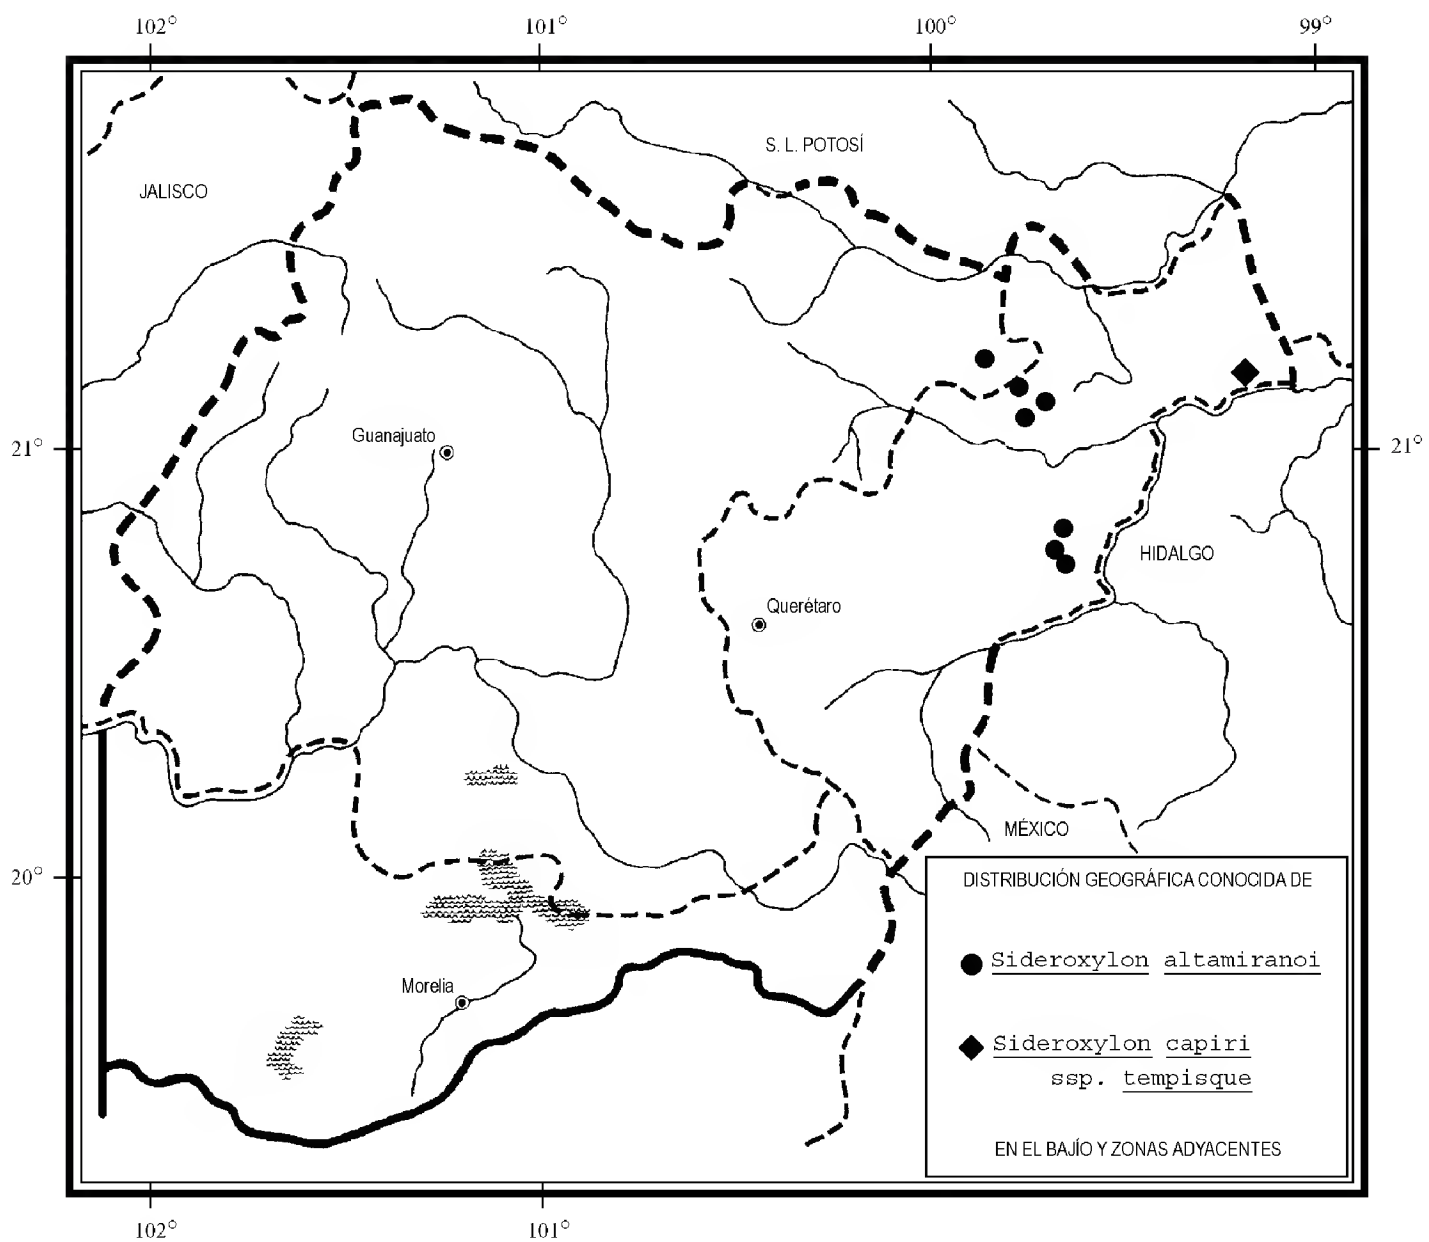 102° 101° 100° 99°
S. L. POTOSÍ
JALISCO
Guanajuato
21° 21°
HIDALGO
Querétaro
MÉXICO
20°
DISTRIBUCIÓN GEOGRÁFICA CONOCIDA DE
Sideroxylon altamiranoi
Morelia
Sideroxylon capiri
ssp. tempisque
EN EL BAJÍO Y ZONAS ADYACENTES
102° 101°